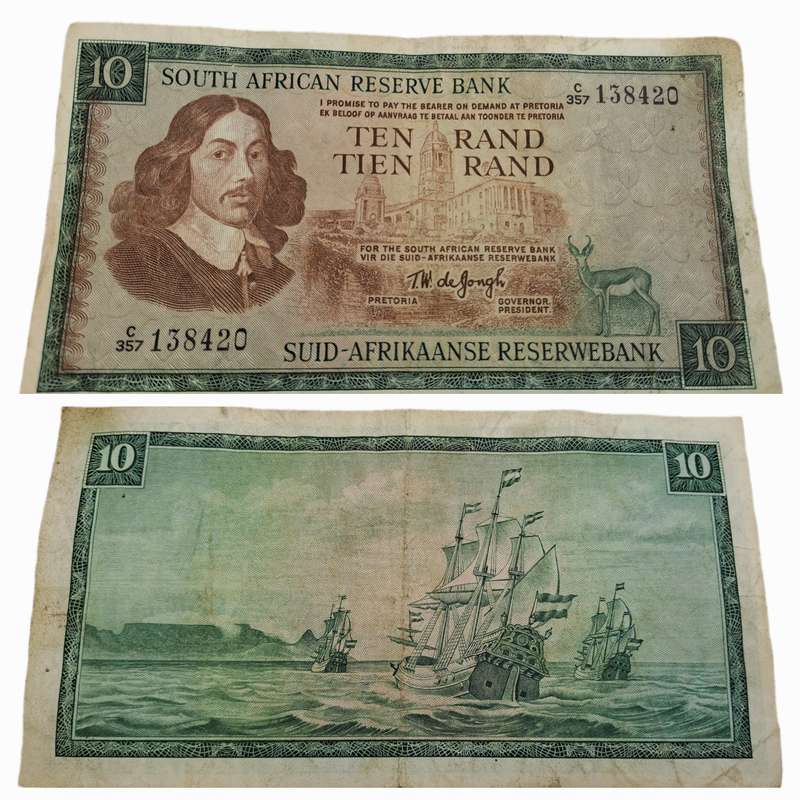 10
SOUTH AFRICAN RESERVE BANK
C/357 138420
I PROMISE TO PAY THE BEARER ON DEMAND AT PRETORIA
EK BELOOF OP AANVRAAG TE BETAAL AAN TOONDER TE PRETORIA
TEN RAND
TIEN RAND
FOR THE SOUTH AFRICAN RESERVE BANK
VIR DIE SUID-AFRIKAANSE RESERWEBANK
T.W. de Jongh
PRETORIA GOVERNOR.
PRESIDENT.
C/357 138420
SUID-AFRIKAANSE RESERWEBANK
10
10
10